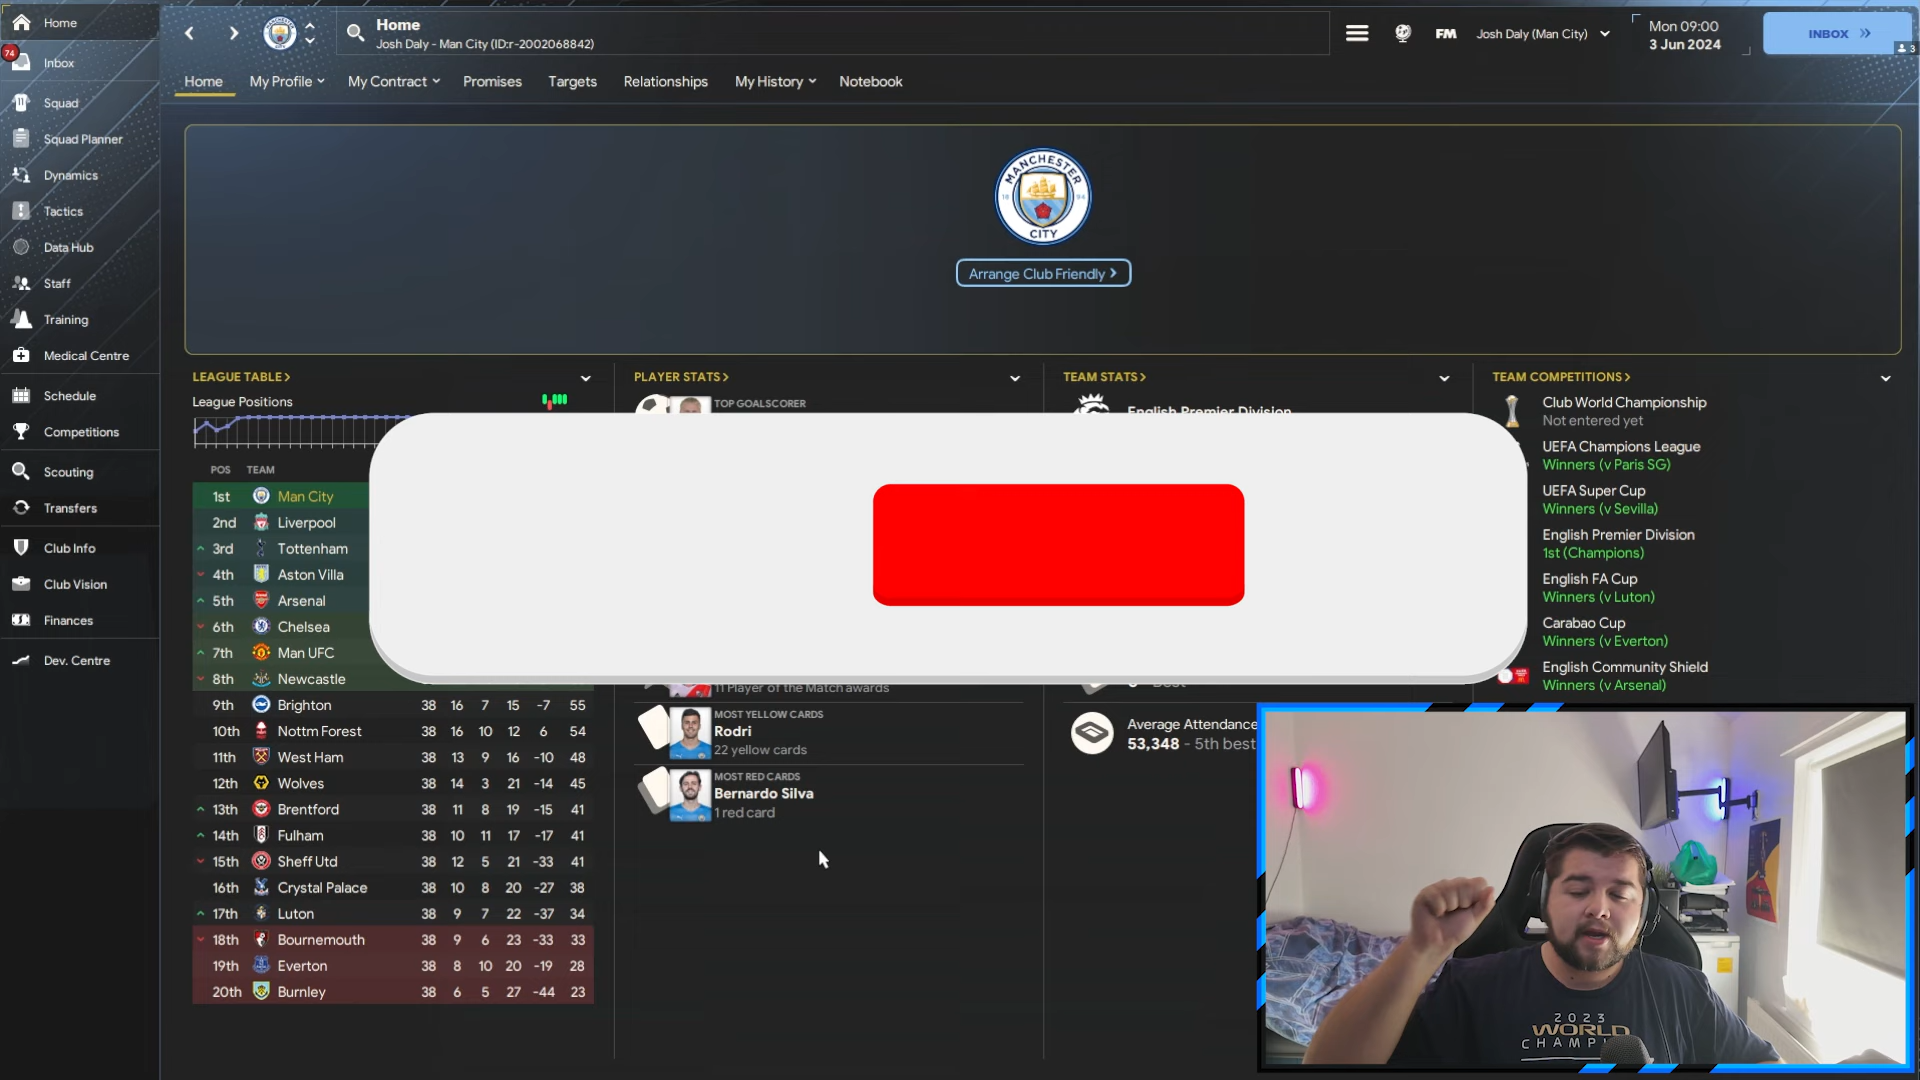 Home
74
Inbox
Squad
Squad Planner
Dynamics
Tactics
Data Hub
Staff
Training
Medical Centre
Schedule
Competitions
Scouting
Transfers
Club Info
Club Vision
Finances
Dev. Centre
Home
Josh Daly - Man City (ID:r-2002068842)
FM
Josh Daly (Man City)
Mon 09:00
3 Jun 2024
INBOX
3
Home My Profile My Contract Promises Targets Relationships My History Notebook
MANCHESTER
18 94
CITY
Arrange Club Friendly >
LEAGUE TABLE >
League Positions
POS TEAM
1st Man City
2nd Liverpool
3rd Tottenham
4th Aston Villa
5th Arsenal
6th Chelsea
7th Man UFC
8th Newcastle
9th Brighton 38 16 7 15 -7 55
10th Nottm Forest 38 16 10 12 6 54
11th West Ham 38 13 9 16 -10 48
12th Wolves 38 14 3 21 -14 45
13th Brentford 38 11 8 19 -15 41
14th Fulham 38 10 11 17 -17 41
15th Sheff Utd 38 12 5 21 -33 41
16th Crystal Palace 38 10 8 20 -27 38
17th Luton 38 9 7 22 -37 34
18th Bournemouth 38 9 6 23 -33 33
19th Everton 38 8 10 20 -19 28
20th Burnley 38 6 5 27 -44 23
PLAYER STATS >
TOP GOALSCORER
11 Player of the Match awards
MOST YELLOW CARDS
Rodri
22 yellow cards
MOST RED CARDS
Bernardo Silva
1 red card
TEAM STATS >
English Premier Division
Average Attendance
53,348 - 5th best
TEAM COMPETITIONS >
Club World Championship
Not entered yet
UEFA Champions League
Winners (v Paris SG)
UEFA Super Cup
Winners (v Sevilla)
English Premier Division
1st (Champions)
English FA Cup
Winners (v Luton)
Carabao Cup
Winners (v Everton)
English Community Shield
Winners (v Arsenal)
2023
WORLD
CHAMPI